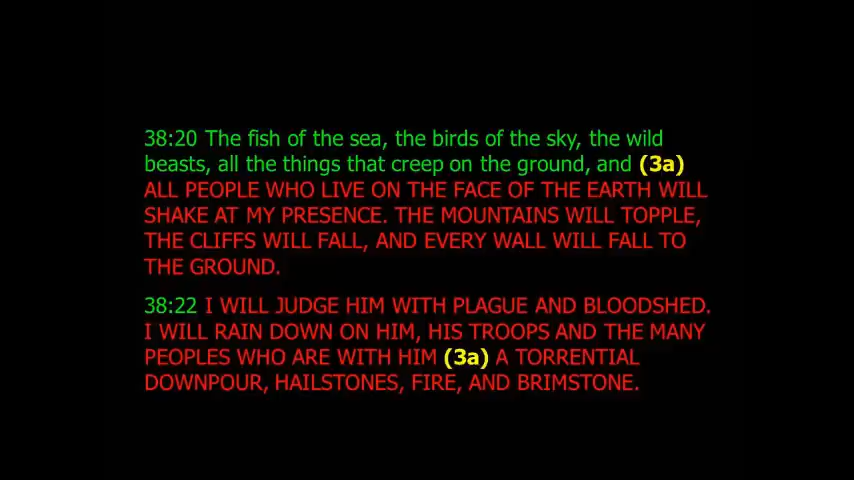 38:20 The fish of the sea, the birds of the sky, the wild
beasts, all the things that creep on the ground, and (3a)
ALL PEOPLE WHO LIVE ON THE FACE OF THE EARTH WILL
SHAKE AT MY PRESENCE. THE MOUNTAINS WILL TOPPLE,
THE CLIFFS WILL FALL, AND EVERY WALL WILL FALL TO
THE GROUND.
38:22 I WILL JUDGE HIM WITH PLAGUE AND BLOODSHED.
I WILL RAIN DOWN ON HIM, HIS TROOPS AND THE MANY
PEOPLES WHO ARE WITH HIM (3a) A TORRENTIAL
DOWNPOUR, HAILSTONES, FIRE, AND BRIMSTONE.